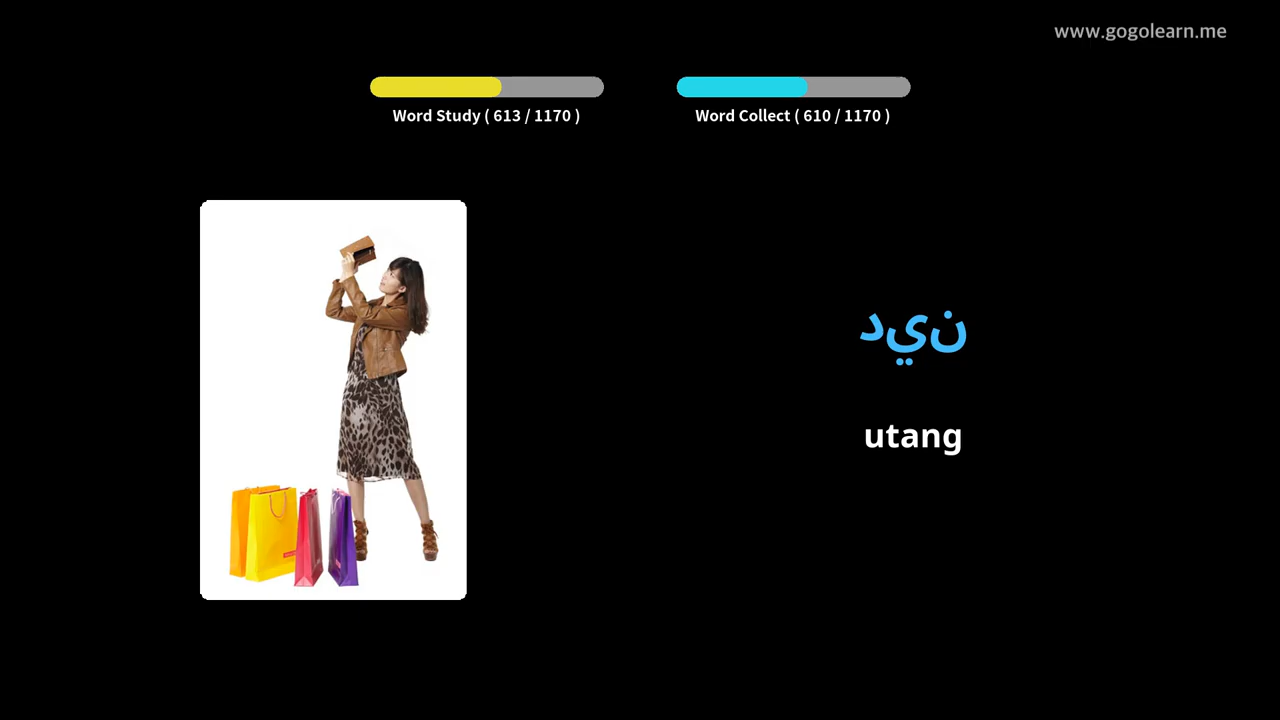 www.gogolearn.me
Word Study ( 613 / 1170 )
Word Collect ( 610 / 1170 )
دين
utang